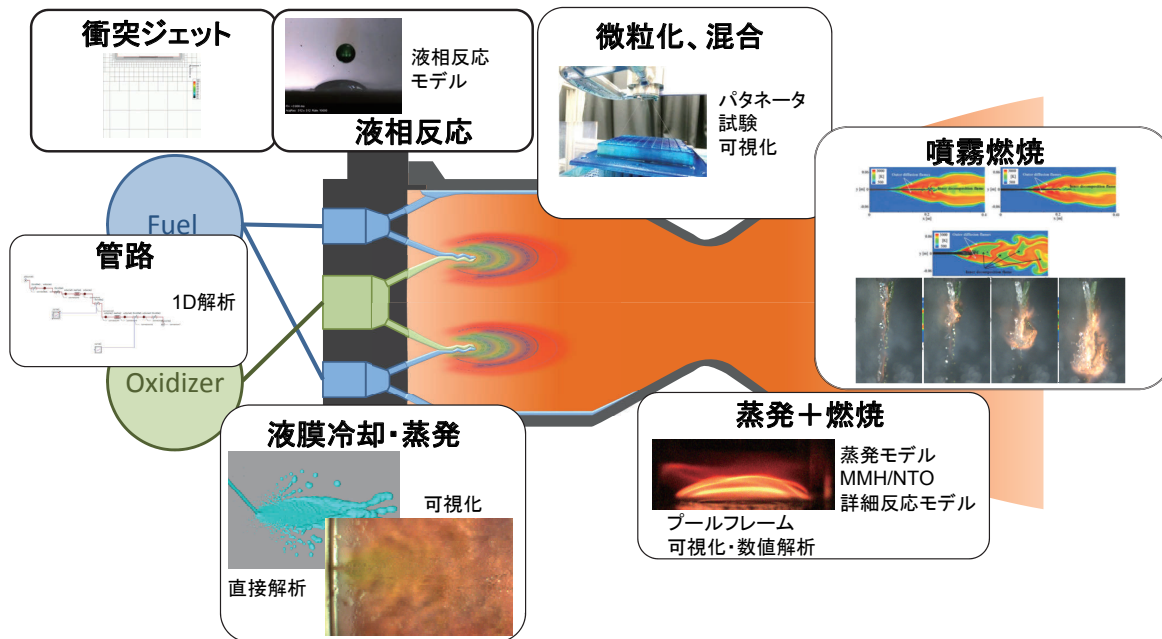 衝突ジェット
液相反応
モデル
液相反応
微粒化、混合
パタネータ
試験
可視化
噴霧燃焼
Fuel
管路
1D解析
Oxidizer
液膜冷却・蒸発
可視化
直接解析
蒸発＋燃焼
蒸発モデル
MMH/NTO
詳細反応モデル
プールフレーム
可視化・数値解析